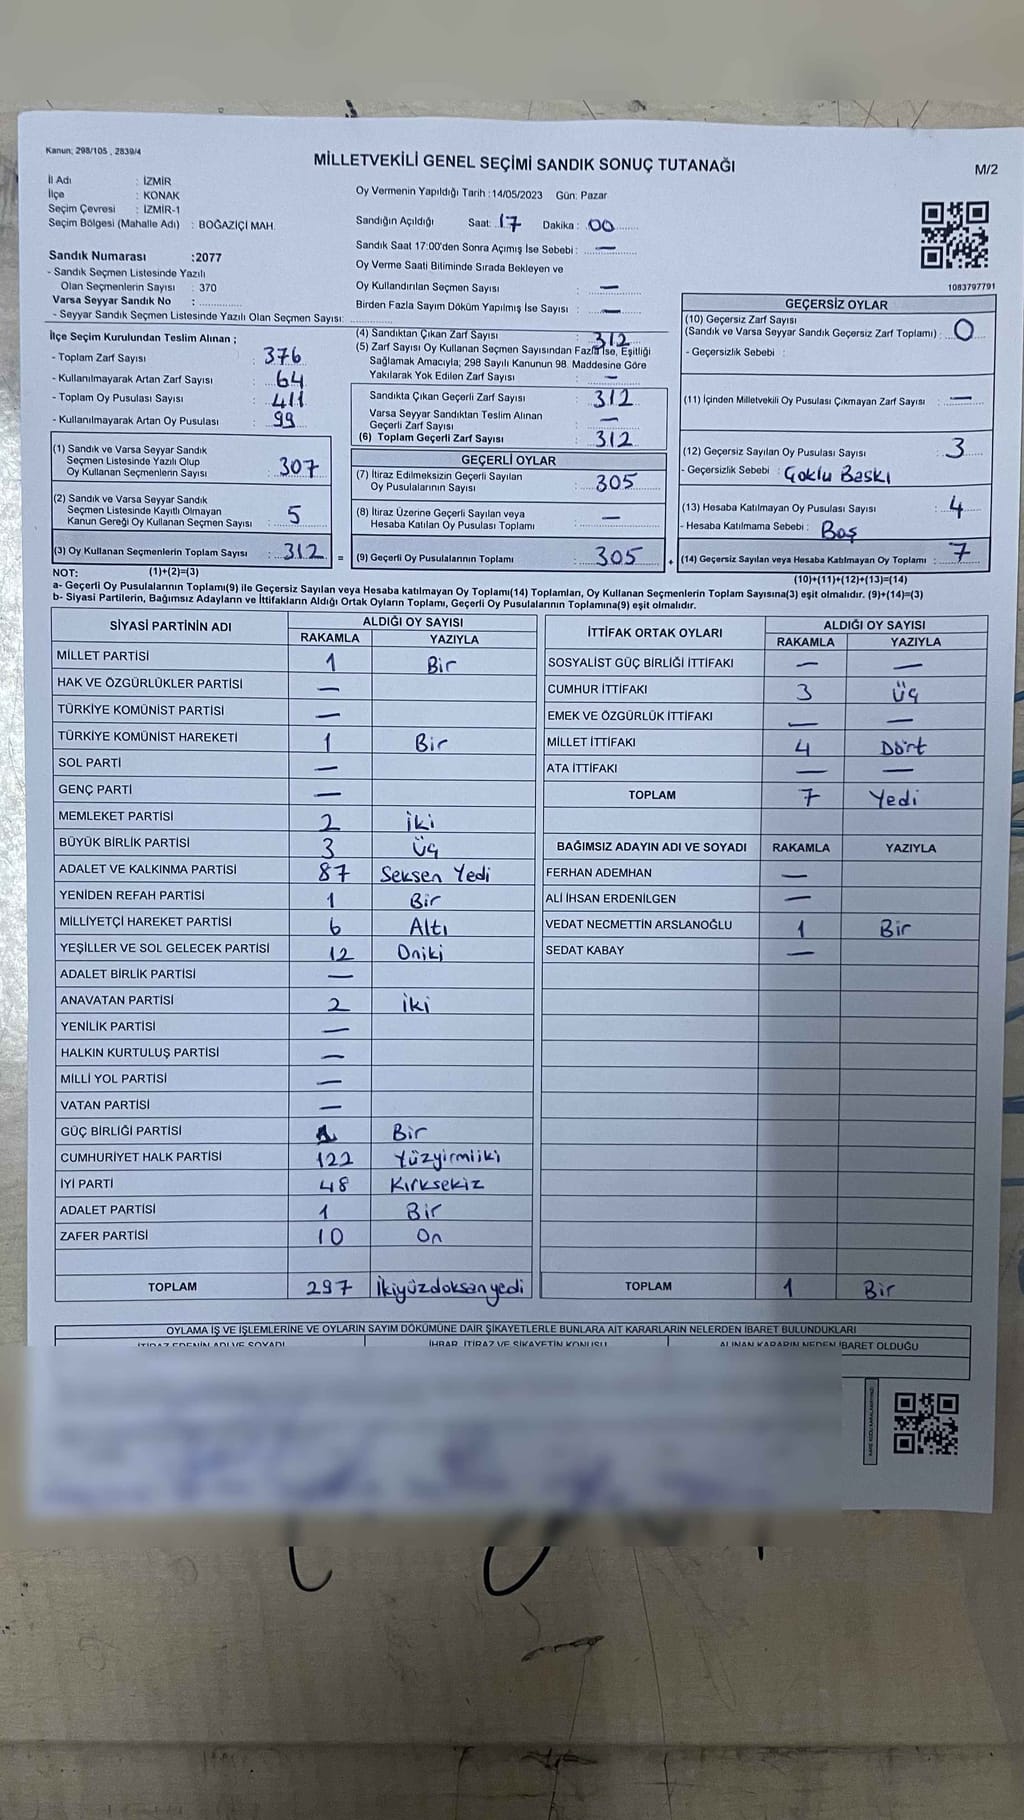 Kanun; 298/105 , 2839/4
MİLLETVEKİLİ GENEL SEÇİMİ SANDIK SONUÇ TUTANAĞI
M/2
İl Adı : İZMİR
İlçe : KONAK
Seçim Çevresi : İZMİR-1
Seçim Bölgesi (Mahalle Adı) : BOĞAZİÇİ MAH.
Sandık Numarası :2077
- Sandık Seçmen Listesinde Yazılı
Olan Seçmenlerin Sayısı : 370
Varsa Seyyar Sandık No :
- Seyyar Sandık Seçmen Listesinde Yazılı Olan Seçmen Sayısı:
Oy Vermenin Yapıldığı Tarih :14/05/2023 Gün: Pazar
Sandığın Açıldığı Saat: 17 Dakika : 00
Sandık Saat 17:00'den Sonra Açımış İse Sebebi : —
Oy Verme Saati Bitiminde Sırada Bekleyen ve
Oy Kullandırılan Seçmen Sayısı : —
Birden Fazla Sayım Döküm Yapılmış İse Sayısı : —
1083797791
İlçe Seçim Kurulundan Teslim Alınan ;
- Toplam Zarf Sayısı : 376
- Kullanılmayarak Artan Zarf Sayısı : 64
- Toplam Oy Pusulası Sayısı : 411
- Kullanılmayarak Artan Oy Pusulası : 99
(1) Sandık ve Varsa Seyyar Sandık
Seçmen Listesinde Yazılı Olup
Oy Kullanan Seçmenlerin Sayısı : 307
(2) Sandık ve Varsa Seyyar Sandık
Seçmen Listesinde Kayıtlı Olmayan
Kanun Gereği Oy Kullanan Seçmen Sayısı : 5
(3) Oy Kullanan Seçmenlerin Toplam Sayısı : 312 =
(1)+(2)=(3)
(4) Sandıktan Çıkan Zarf Sayısı : 312
(5) Zarf Sayısı Oy Kullanan Seçmen Sayısından Fazla İse, Eşitliği
Sağlamak Amacıyla; 298 Sayılı Kanunun 98. Maddesine Göre
Yakılarak Yok Edilen Zarf Sayısı : —
Sandıkta Çıkan Geçerli Zarf Sayısı : 312
Varsa Seyyar Sandıktan Teslim Alınan
Geçerli Zarf Sayısı : —
(6) Toplam Geçerli Zarf Sayısı : 312
GEÇERLİ OYLAR
(7) İtiraz Edilmeksizin Geçerli Sayılan
Oy Pusulalarının Sayısı : 305
(8) İtiraz Üzerine Geçerli Sayılan veya
Hesaba Katılan Oy Pusulası Toplamı : —
(9) Geçerli Oy Pusulalarının Toplamı : 305 +
GEÇERSİZ OYLAR
(10) Geçersiz Zarf Sayısı
(Sandık ve Varsa Seyyar Sandık Geçersiz Zarf Toplamı) : 0
- Geçersizlik Sebebi :
(11) İçinden Milletvekili Oy Pusulası Çıkmayan Zarf Sayısı : —
(12) Geçersiz Sayılan Oy Pusulası Sayısı : 3
- Geçersizlik Sebebi : Çoklu Baskı
(13) Hesaba Katılmayan Oy Pusulası Sayısı : 4
- Hesaba Katılmama Sebebi : Boş
(14) Geçersiz Sayılan veya Hesaba Katılmayan Oy Toplamı : 7
(10)+(11)+(12)+(13)=(14)
NOT:
a- Geçerli Oy Pusulalarının Toplamı(9) ile Geçersiz Sayılan veya Hesaba katılmayan Oy Toplamı(14) Toplamları, Oy Kullanan Seçmenlerin Toplam Sayısına(3) eşit olmalıdır. (9)+(14)=(3)
b- Siyasi Partilerin, Bağımsız Adayların ve İttifakların Aldığı Ortak Oyların Toplamı, Geçerli Oy Pusulalarının Toplamına(9) eşit olmalıdır.
SİYASİ PARTİNİN ADI ALDIĞI OY SAYISI
RAKAMLA YAZIYLA
MİLLET PARTİSİ 1 Bir
HAK VE ÖZGÜRLÜKLER PARTİSİ —
TÜRKİYE KOMÜNİST PARTİSİ —
TÜRKİYE KOMÜNİST HAREKETİ 1 Bir
SOL PARTİ —
GENÇ PARTİ —
MEMLEKET PARTİSİ 2 iki
BÜYÜK BİRLİK PARTİSİ 3 üç
ADALET VE KALKINMA PARTİSİ 87 Seksen Yedi
YENİDEN REFAH PARTİSİ 1 Bir
MİLLİYETÇİ HAREKET PARTİSİ 6 Altı
YEŞİLLER VE SOL GELECEK PARTİSİ 12 Oniki
ADALET BİRLİK PARTİSİ —
ANAVATAN PARTİSİ 2 iki
YENİLİK PARTİSİ —
HALKIN KURTULUŞ PARTİSİ —
MİLLİ YOL PARTİSİ —
VATAN PARTİSİ —
GÜÇ BİRLİĞİ PARTİSİ 1 Bir
CUMHURİYET HALK PARTİSİ 122 Yüzyirmiiki
İYİ PARTİ 48 Kırksekiz
ADALET PARTİSİ 1 Bir
ZAFER PARTİSİ 10 On
TOPLAM 297 İkiyüzdoksanyedi
İTTİFAK ORTAK OYLARI ALDIĞI OY SAYISI
RAKAMLA YAZIYLA
SOSYALİST GÜÇ BİRLİĞİ İTTİFAKI — —
CUMHUR İTTİFAKI 3 üç
EMEK VE ÖZGÜRLÜK İTTİFAKI — —
MİLLET İTTİFAKI 4 Dört
ATA İTTİFAKI — —
TOPLAM 7 Yedi
BAĞIMSIZ ADAYIN ADI VE SOYADI RAKAMLA YAZIYLA
FERHAN ADEMHAN —
ALİ İHSAN ERDENİLGEN —
VEDAT NECMETTİN ARSLANOĞLU 1 Bir
SEDAT KABAY —
TOPLAM 1 Bir
OYLAMA İŞ VE İŞLEMLERİNE VE OYLARIN SAYIM DÖKÜMÜNE DAİR ŞİKAYETLERLE BUNLARA AİT KARARLARIN NELERDEN İBARET BULUNDUKLARI
İTİRAZ EDENİN ADI VE SOYADI İHBAR, İTİRAZ VE ŞİKAYETİN KONUSU ALINAN KARARIN NEDEN İBARET OLDUĞU